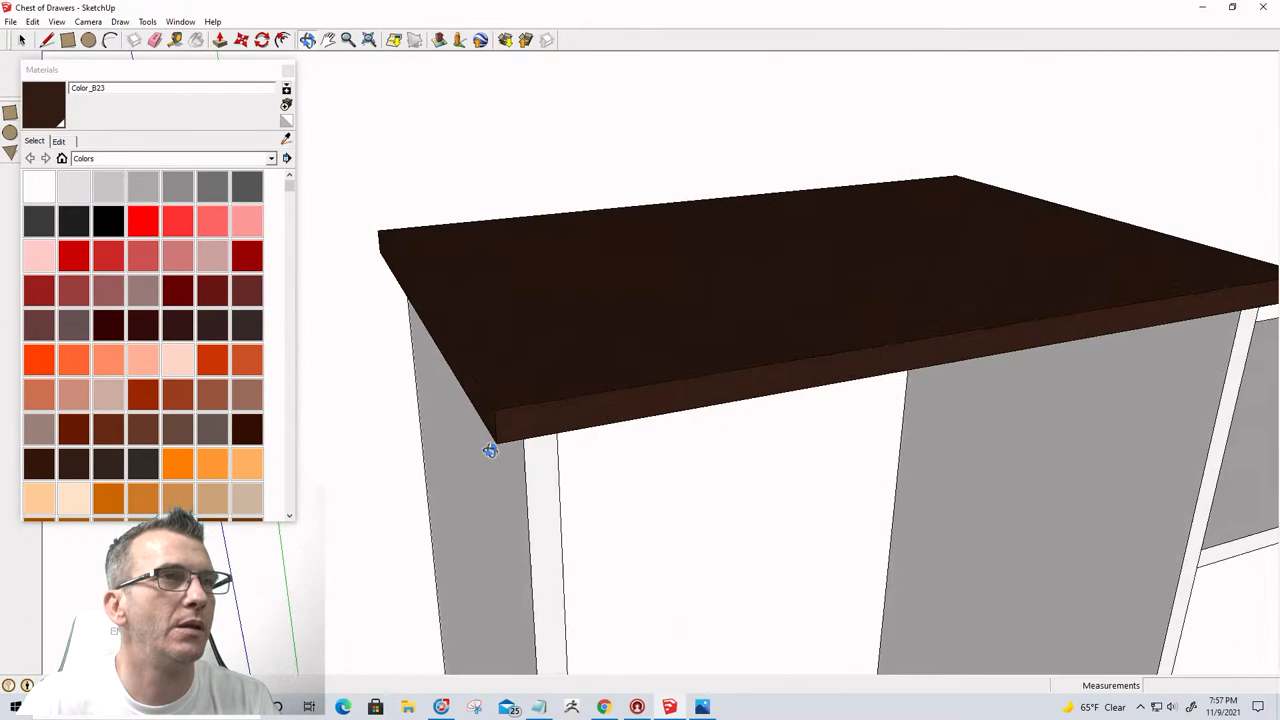 Chest of Drawers - SketchUp
File Edit View Camera Draw Tools Window Help
Materials
Color_B23
Select Edit
Colors
Measurements
25
65°F Clear
7:57 PM
11/9/2021